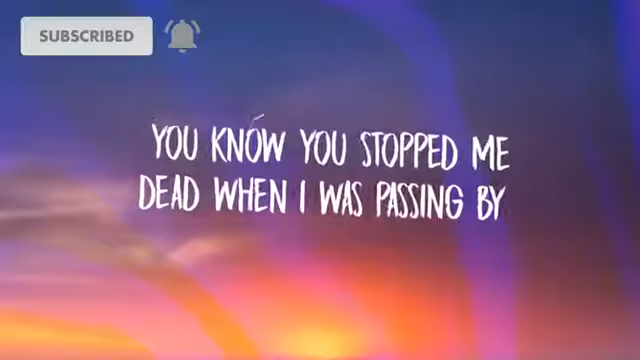 SUBSCRIBED
YOU KNOW YOU STOPPED ME
DEAD WHEN I WAS PASSING BY